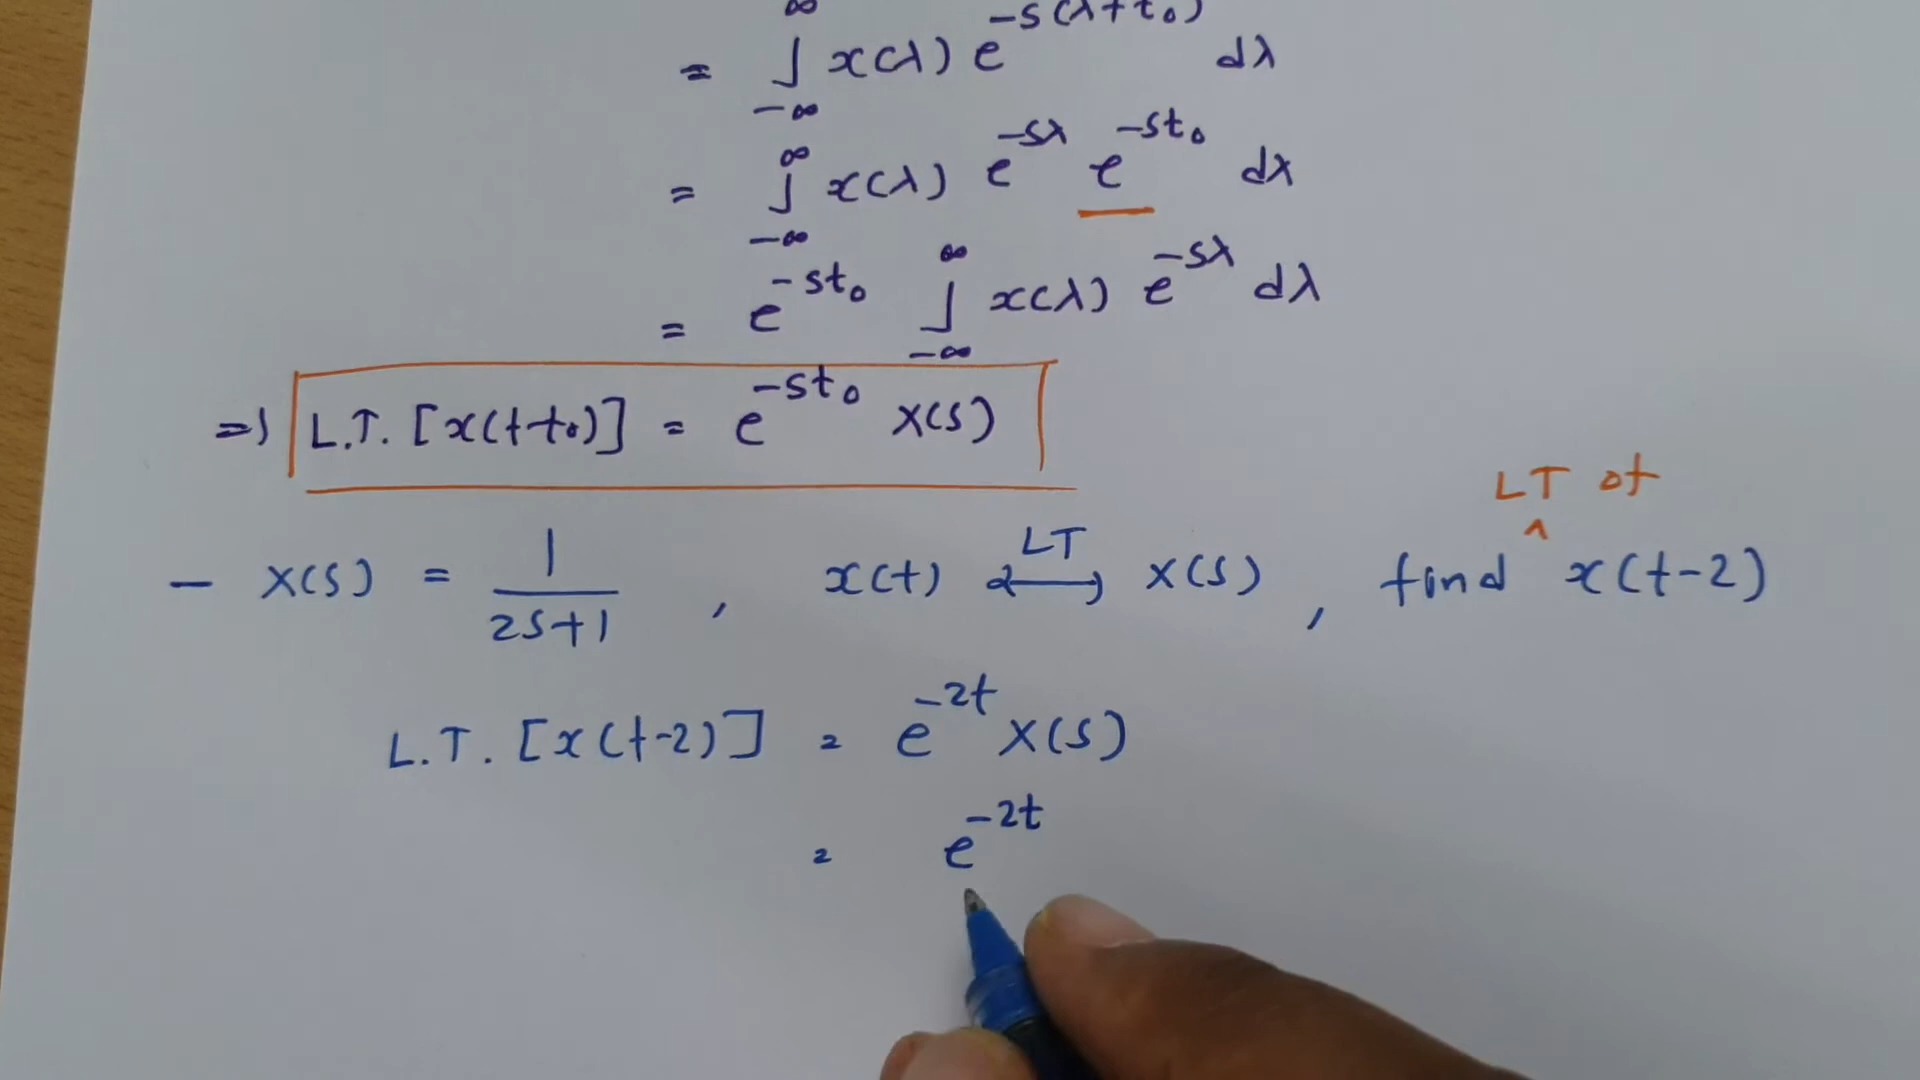 = ∫_{-∞}^{∞} x(λ) e^{-s(λ+t₀)} dλ
= ∫_{-∞}^{∞} x(λ) e^{-sλ} e^{-st₀} dλ
= e^{-st₀} ∫_{-∞}^{∞} x(λ) e^{-sλ} dλ
=> L.T. [x(t-t₀)] = e^{-st₀} X(s)
LT of
- X(s) = 1/(2s+1) , x(t) <-LT-> X(s) , find ^ x(t-2)
L.T. [x(t-2)] = e^{-2t} X(s)
= e^{-2t}